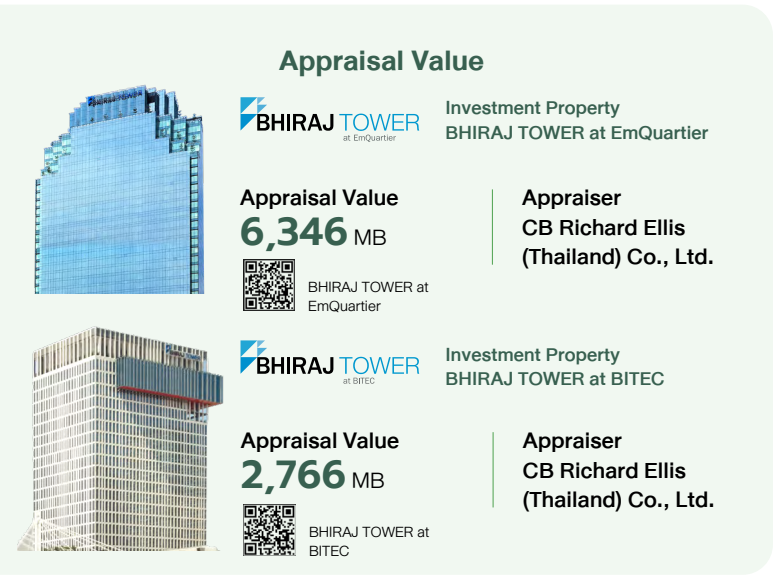 Appraisal Value
BHIRAJ TOWER
at EmQuartier
Investment Property
BHIRAJ TOWER at EmQuartier
Appraisal Value
6,346 MB
BHIRAJ TOWER at
EmQuartier
Appraiser
CB Richard Ellis
(Thailand) Co., Ltd.
BHIRAJ TOWER
at BITEC
Investment Property
BHIRAJ TOWER at BITEC
Appraisal Value
2,766 MB
BHIRAJ TOWER at
BITEC
Appraiser
CB Richard Ellis
(Thailand) Co., Ltd.